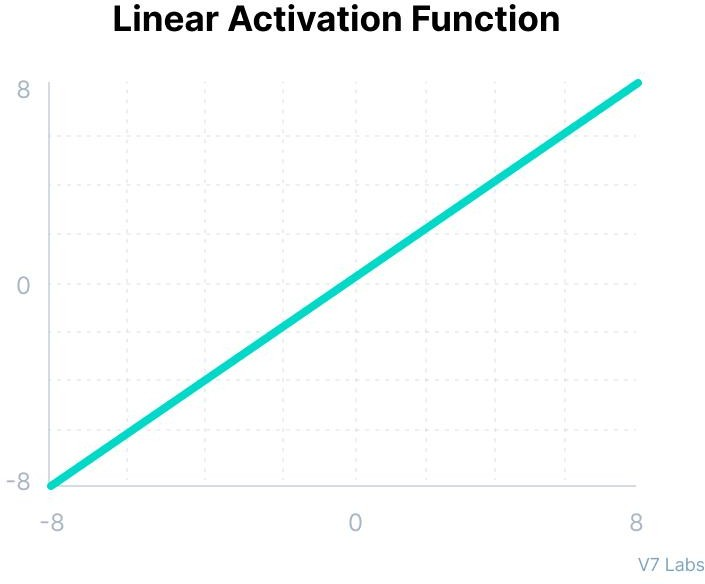 Linear Activation Function
8
0
-8
-8 0 8
V7 Labs